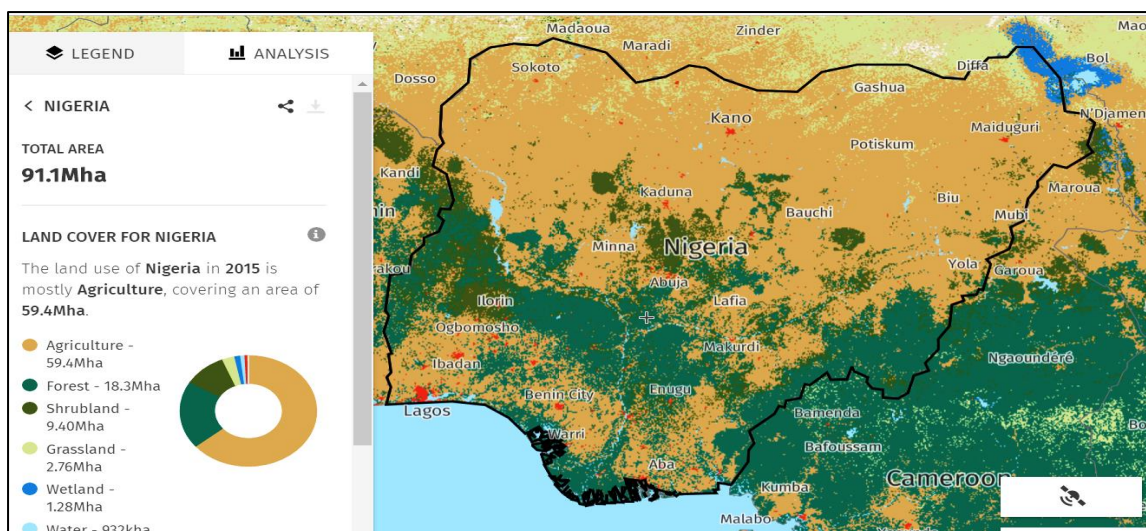 LEGEND
ANALYSIS
< NIGERIA
TOTAL AREA
91.1Mha
LAND COVER FOR NIGERIA
The land use of Nigeria in 2015 is
mostly Agriculture, covering an area of
59.4Mha.
Agriculture -
59.4Mha
Forest - 18.3Mha
Shrubland -
9.40Mha
Grassland -
2.76Mha
Wetland -
1.28Mha
Water - 932kha
Madaoua
Zinder
Maradi
Sokoto
Dosso
Diffa
Bol
Gashua
N'Djamen
Kano
Maiduguri
Potiskum
Kandi
Kaduna
Maroua
Biu
Bauchi
Mubi
Minna
Nigeria
Yola
Garoua
Abuja
Ilorin
Lafia
Ogbomosho
Makurdi
Ngaoundéré
Ibadan
Enugu
Benin City
Lagos
Bamenda
Warri
Bafoussam
Aba
Cameroon
Kumba
Malabo